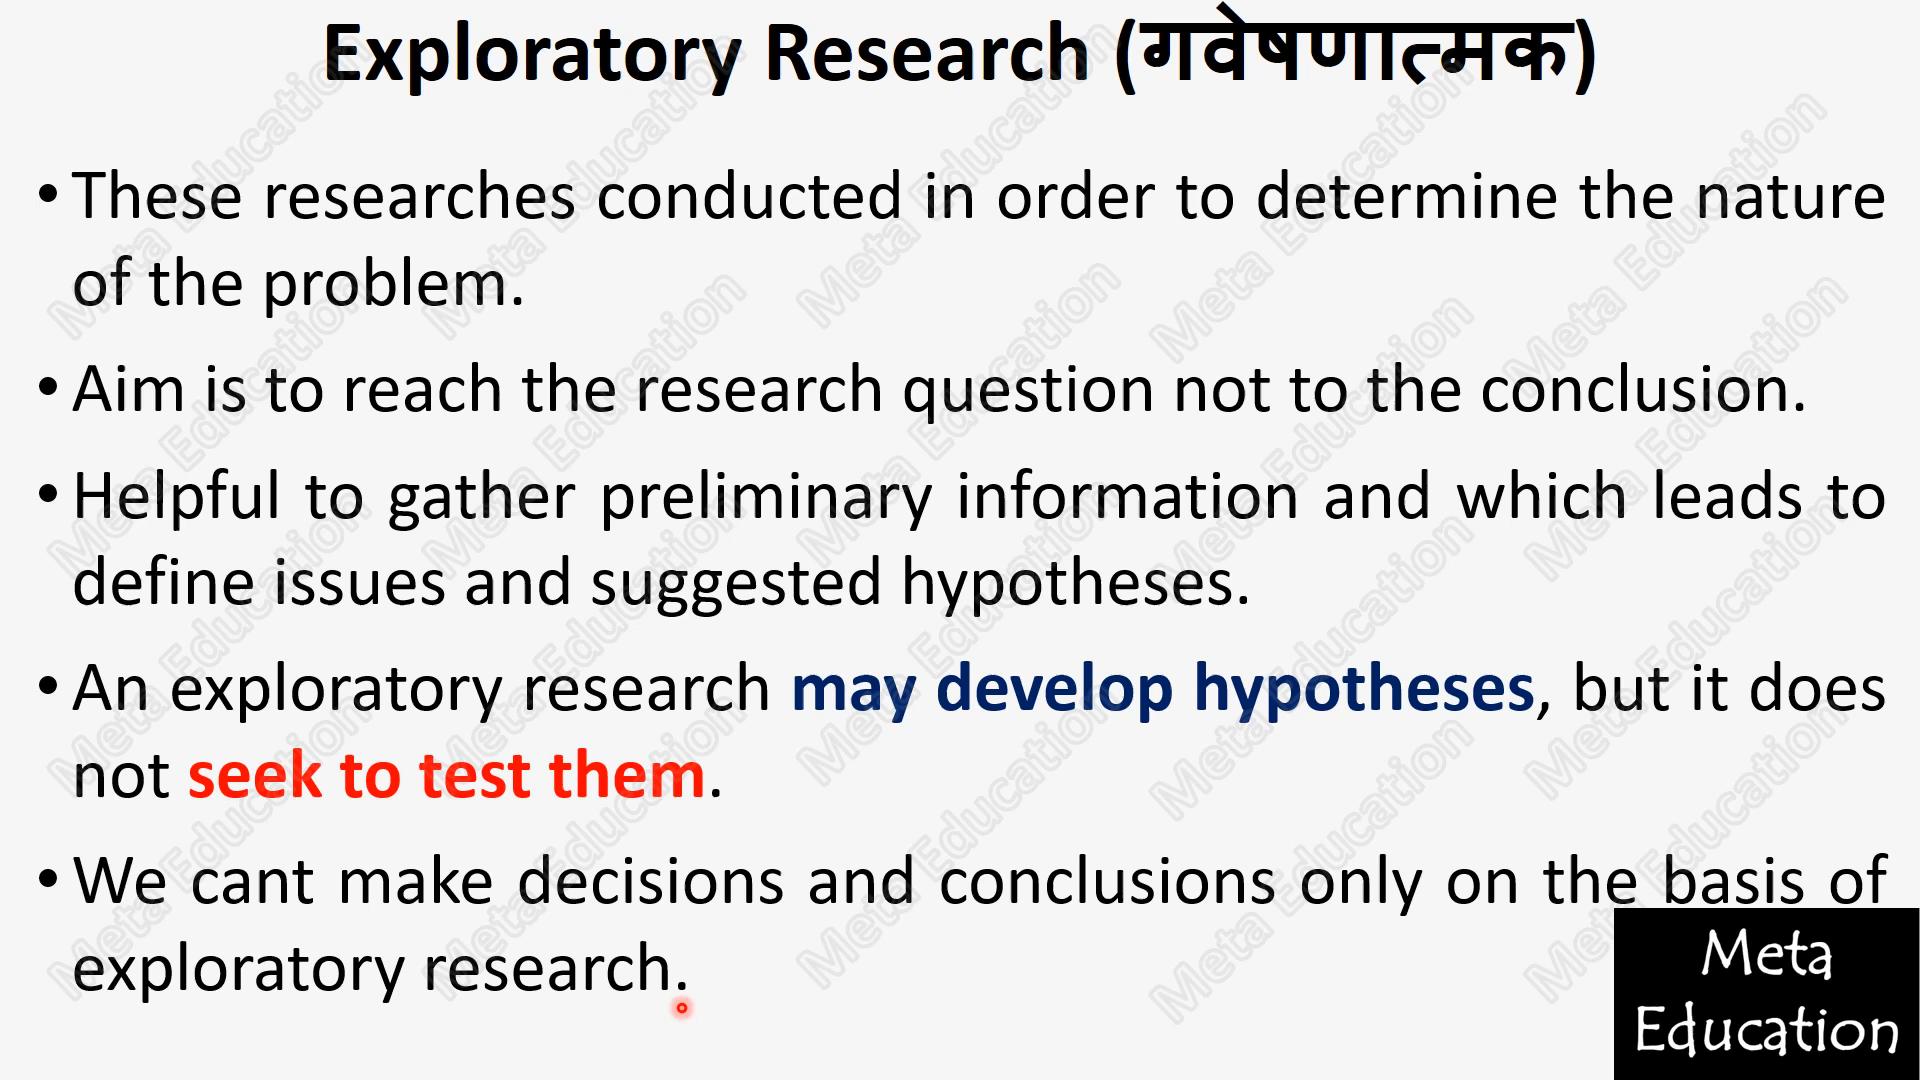 Exploratory Research (गवेषणात्मक)
• These researches conducted in order to determine the nature
of the problem.
• Aim is to reach the research question not to the conclusion.
• Helpful to gather preliminary information and which leads to
define issues and suggested hypotheses.
• An exploratory research may develop hypotheses, but it does
not seek to test them.
• We cant make decisions and conclusions only on the basis of
exploratory research.
Meta
Education